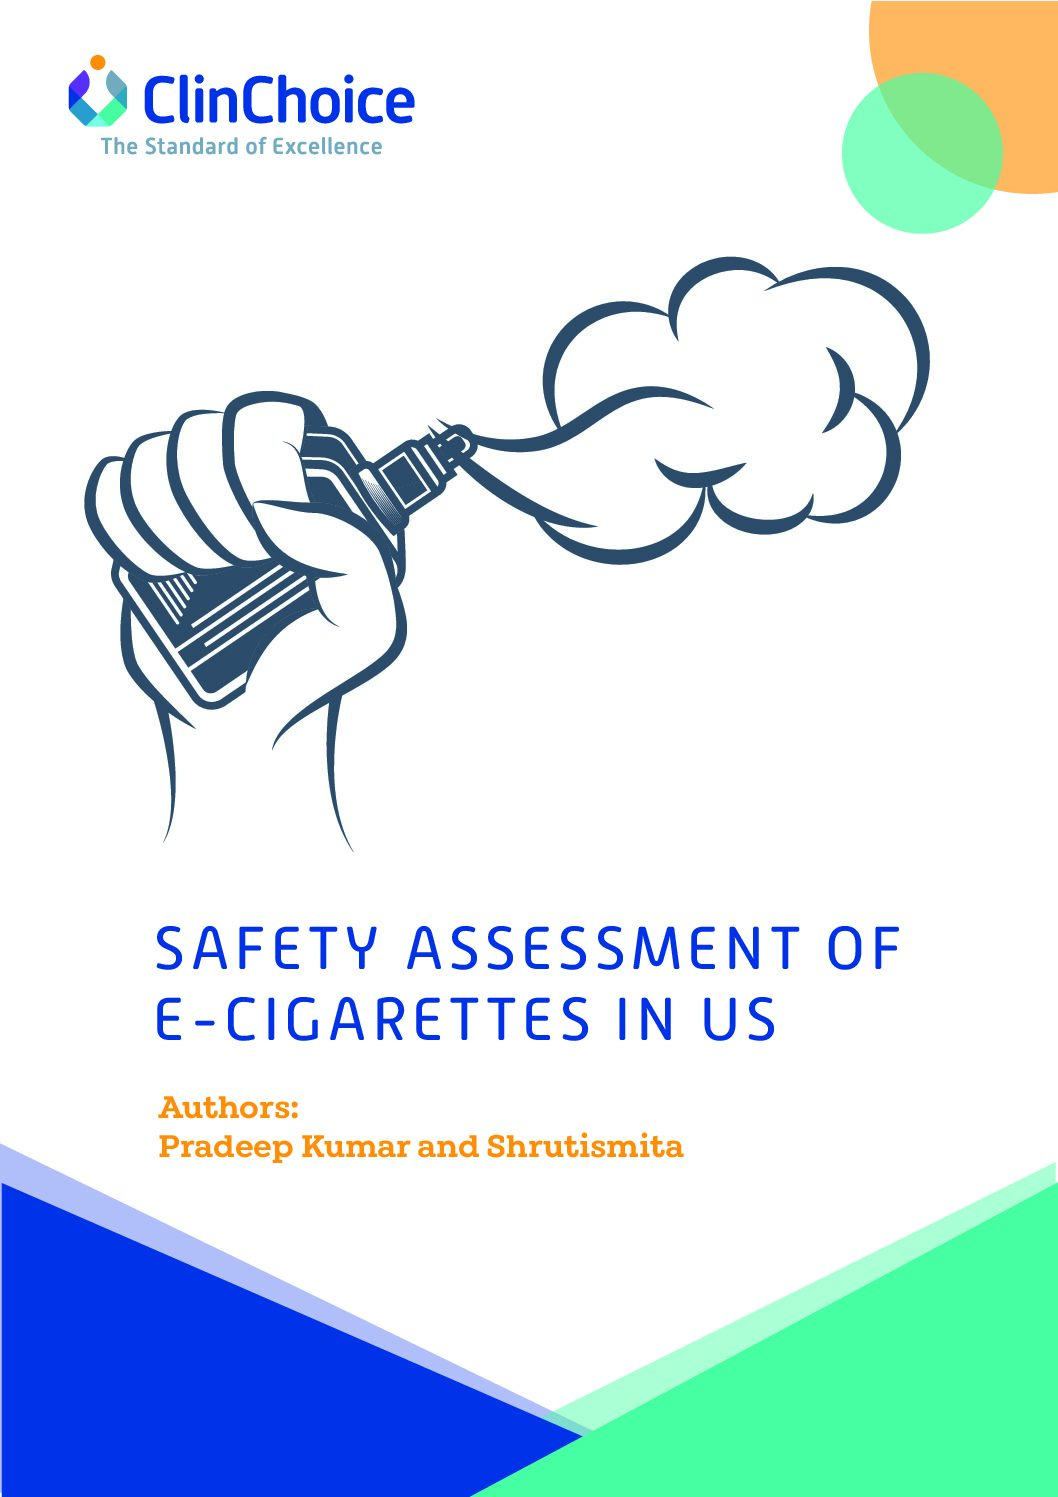 ClinChoice
The Standard of Excellence
SAFETY ASSESSMENT OF
E-CIGARETTES IN US
Authors:
Pradeep Kumar and Shrutismita